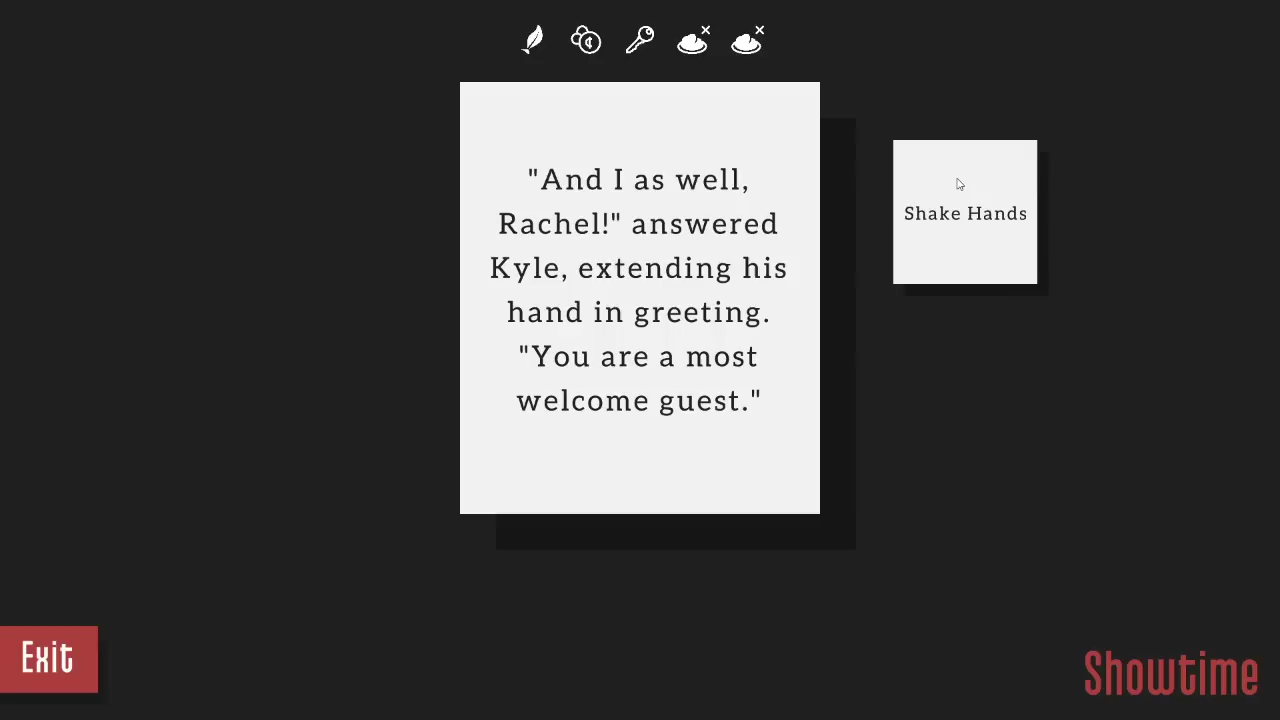 "And I as well,
Rachel!" answered
Kyle, extending his
hand in greeting.
"You are a most
welcome guest."
Shake Hands
Exit
Showtime